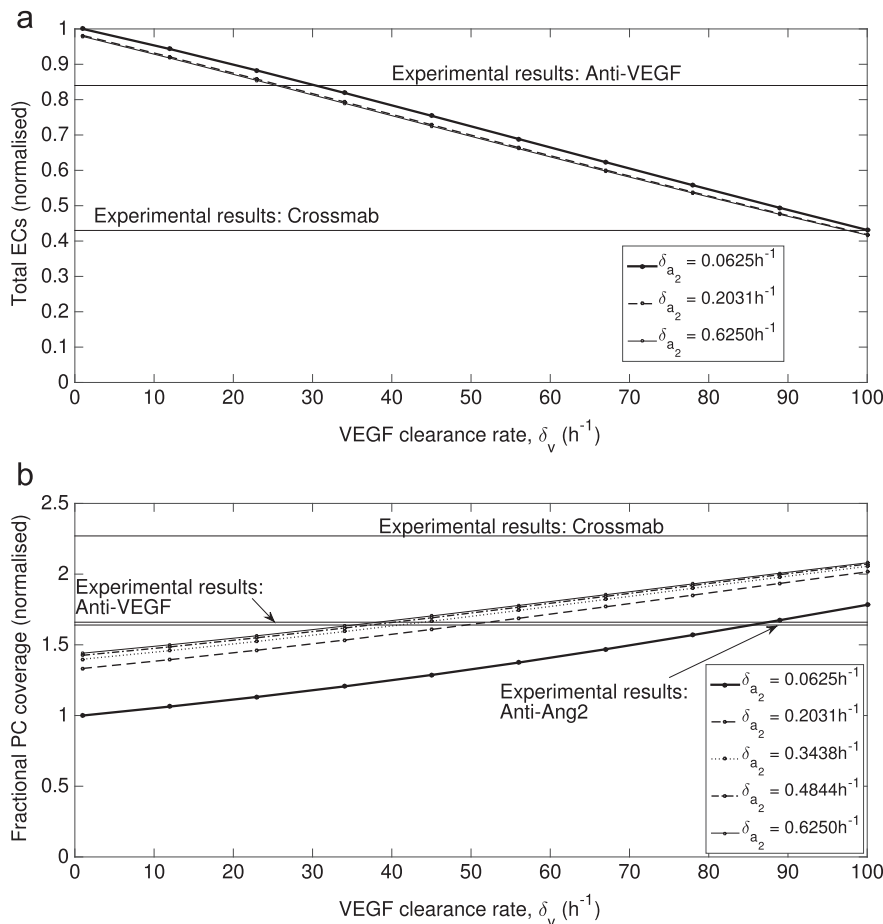 a
1
0.9
0.8
0.7
0.6
0.5
0.4
0.3
0.2
0.1
0
Total ECs (normalised)
Experimental results: Anti-VEGF
Experimental results: Crossmab
δa2 = 0.0625h-1
δa2 = 0.2031h-1
δa2 = 0.6250h-1
0 10 20 30 40 50 60 70 80 90 100
VEGF clearance rate, δv (h-1)
b
2.5
2
1.5
1
0.5
0
Fractional PC coverage (normalised)
Experimental results: Crossmab
Experimental results:
Anti-VEGF
Experimental results:
Anti-Ang2
δa2 = 0.0625h-1
δa2 = 0.2031h-1
δa2 = 0.3438h-1
δa2 = 0.4844h-1
δa2 = 0.6250h-1
0 10 20 30 40 50 60 70 80 90 100
VEGF clearance rate, δv (h-1)